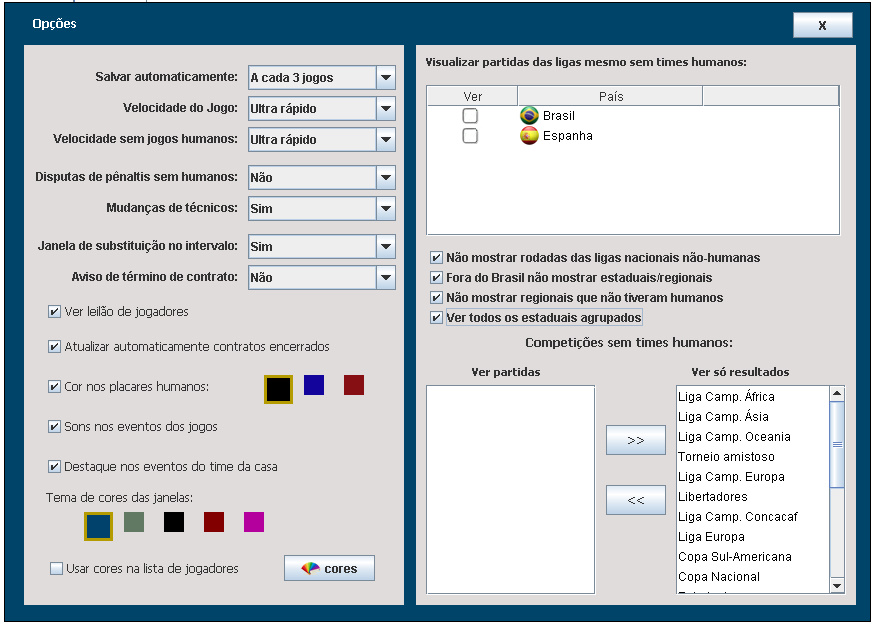 Opções
X
Salvar automaticamente: A cada 3 jogos
Velocidade do Jogo: Ultra rápido
Velocidade sem jogos humanos: Ultra rápido
Disputas de pênaltis sem humanos: Não
Mudanças de técnicos: Sim
Janela de substituição no intervalo: Sim
Aviso de término de contrato: Não
Ver leilão de jogadores
Atualizar automaticamente contratos encerrados
Cor nos placares humanos:
Sons nos eventos dos jogos
Destaque nos eventos do time da casa
Tema de cores das janelas:
Usar cores na lista de jogadores
cores
Visualizar partidas das ligas mesmo sem times humanos:
Ver País
Brasil
Espanha
Não mostrar rodadas das ligas nacionais não-humanas
Fora do Brasil não mostrar estaduais/regionais
Não mostrar regionais que não tiveram humanos
Ver todos os estaduais agrupados
Competições sem times humanos:
Ver partidas
>>
<<
Ver só resultados
Liga Camp. África
Liga Camp. Ásia
Liga Camp. Oceania
Torneio amistoso
Liga Camp. Europa
Libertadores
Liga Camp. Concacaf
Liga Europa
Copa Sul-Americana
Copa Nacional